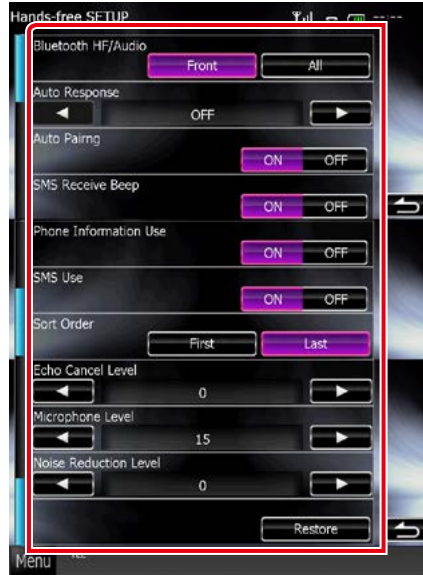 Hands-free SETUP
Bluetooth HF/Audio
Front All
Auto Response
OFF
Auto Pairng
ON OFF
SMS Receive Beep
ON OFF
Phone Information Use
ON OFF
SMS Use
ON OFF
Sort Order
First Last
Echo Cancel Level
0
Microphone Level
15
Noise Reduction Level
0
Restore
Menu